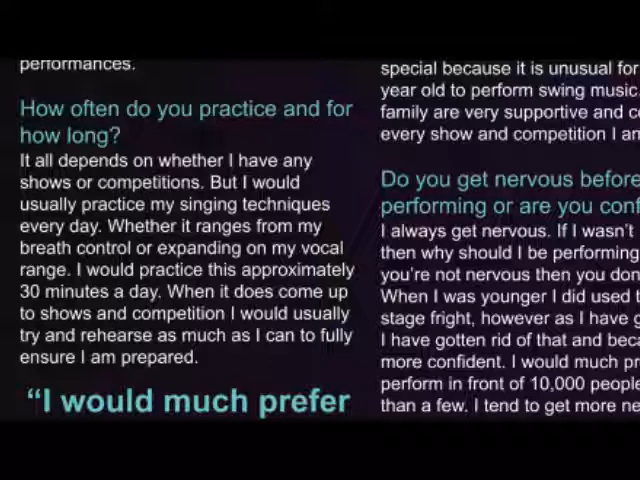 performances.
How often do you practice and for
how long?
It all depends on whether I have any
shows or competitions. But I would
usually practice my singing techniques
every day. Whether it ranges from my
breath control or expanding on my vocal
range. I would practice this approximately
30 minutes a day. When it does come up
to shows and competition I would usually
try and rehearse as much as I can to fully
ensure I am prepared.
“I would much prefer
special because it is unusual for
year old to perform swing music.
family are very supportive and
every show and competition I
Do you get nervous before
performing or are you
I always get nervous. If I wasn't
then why should I be performing
you're not nervous then you
When I was younger I did used
stage fright, however as I have
I have gotten rid of that and
more confident. I would much
perform in front of 10,000 people
than a few. I tend to get more